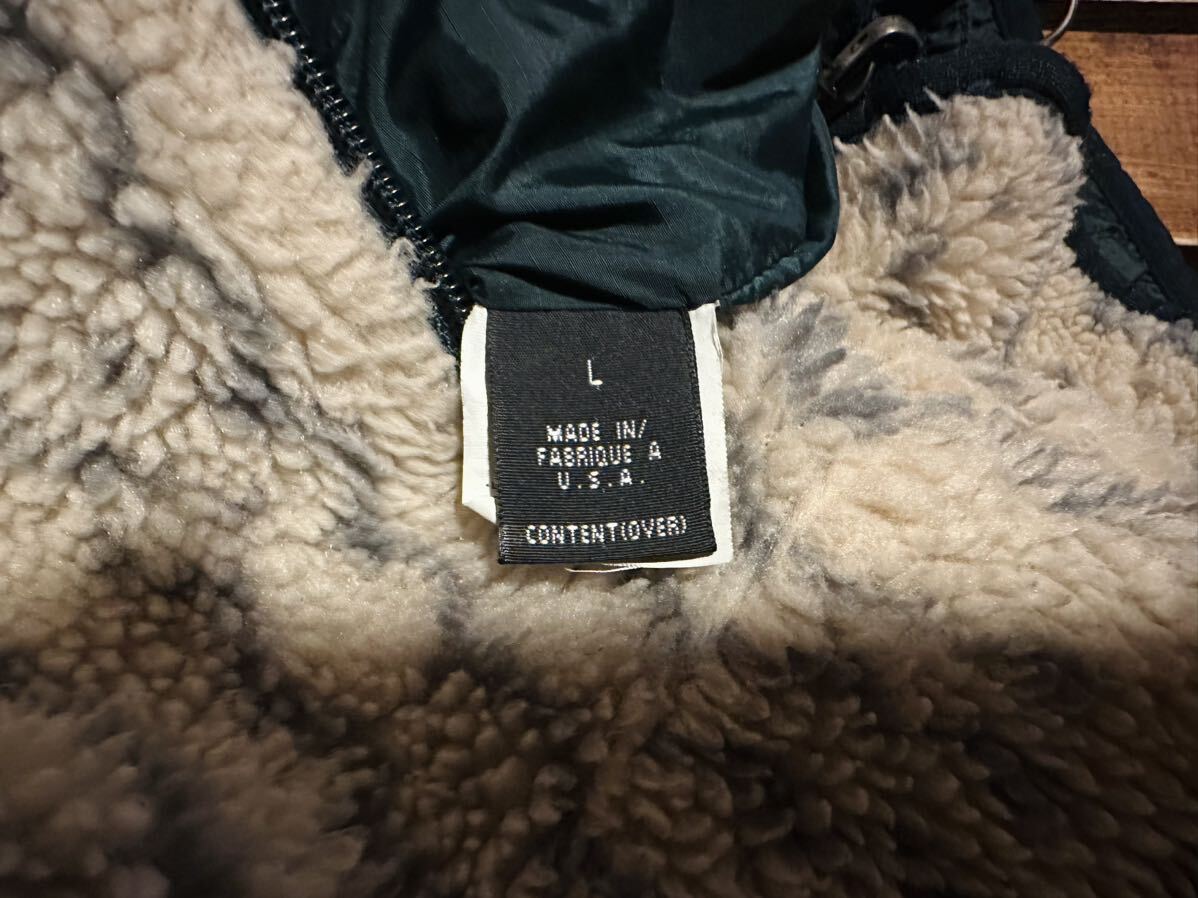 L
MADE IN/
FABRIQUE A
U.S.A.
CONTENT(OVER)